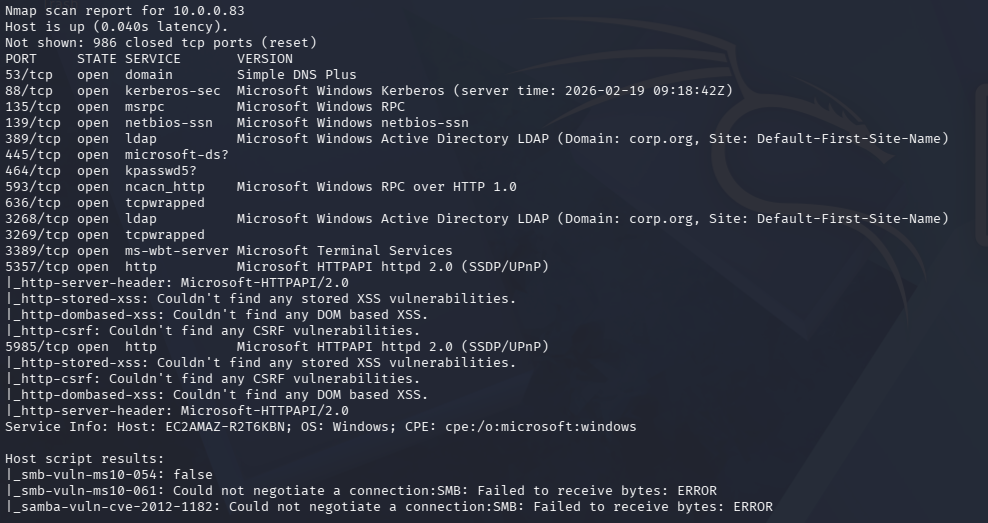 Nmap scan report for 10.0.0.83
Host is up (0.040s latency).
Not shown: 986 closed tcp ports (reset)
PORT     STATE SERVICE       VERSION
53/tcp   open  domain        Simple DNS Plus
88/tcp   open  kerberos-sec  Microsoft Windows Kerberos (server time: 2026-02-19 09:18:42Z)
135/tcp  open  msrpc         Microsoft Windows RPC
139/tcp  open  netbios-ssn   Microsoft Windows netbios-ssn
389/tcp  open  ldap          Microsoft Windows Active Directory LDAP (Domain: corp.org, Site: Default-First-Site-Name)
445/tcp  open  microsoft-ds?
464/tcp  open  kpasswd5?
593/tcp  open  ncacn_http    Microsoft Windows RPC over HTTP 1.0
636/tcp  open  tcpwrapped
3268/tcp open  ldap          Microsoft Windows Active Directory LDAP (Domain: corp.org, Site: Default-First-Site-Name)
3269/tcp open  tcpwrapped
3389/tcp open  ms-wbt-server Microsoft Terminal Services
5357/tcp open  http          Microsoft HTTPAPI httpd 2.0 (SSDP/UPnP)
|_http-server-header: Microsoft-HTTPAPI/2.0
|_http-stored-xss: Couldn't find any stored XSS vulnerabilities.
|_http-dombased-xss: Couldn't find any DOM based XSS.
|_http-csrf: Couldn't find any CSRF vulnerabilities.
5985/tcp open  http          Microsoft HTTPAPI httpd 2.0 (SSDP/UPnP)
|_http-stored-xss: Couldn't find any stored XSS vulnerabilities.
|_http-csrf: Couldn't find any CSRF vulnerabilities.
|_http-dombased-xss: Couldn't find any DOM based XSS.
|_http-server-header: Microsoft-HTTPAPI/2.0
Service Info: Host: EC2AMAZ-R2T6KBN; OS: Windows; CPE: cpe:/o:microsoft:windows
Host script results:
|_smb-vuln-ms10-054: false
|_smb-vuln-ms10-061: Could not negotiate a connection:SMB: Failed to receive bytes: ERROR
|_samba-vuln-cve-2012-1182: Could not negotiate a connection:SMB: Failed to receive bytes: ERROR